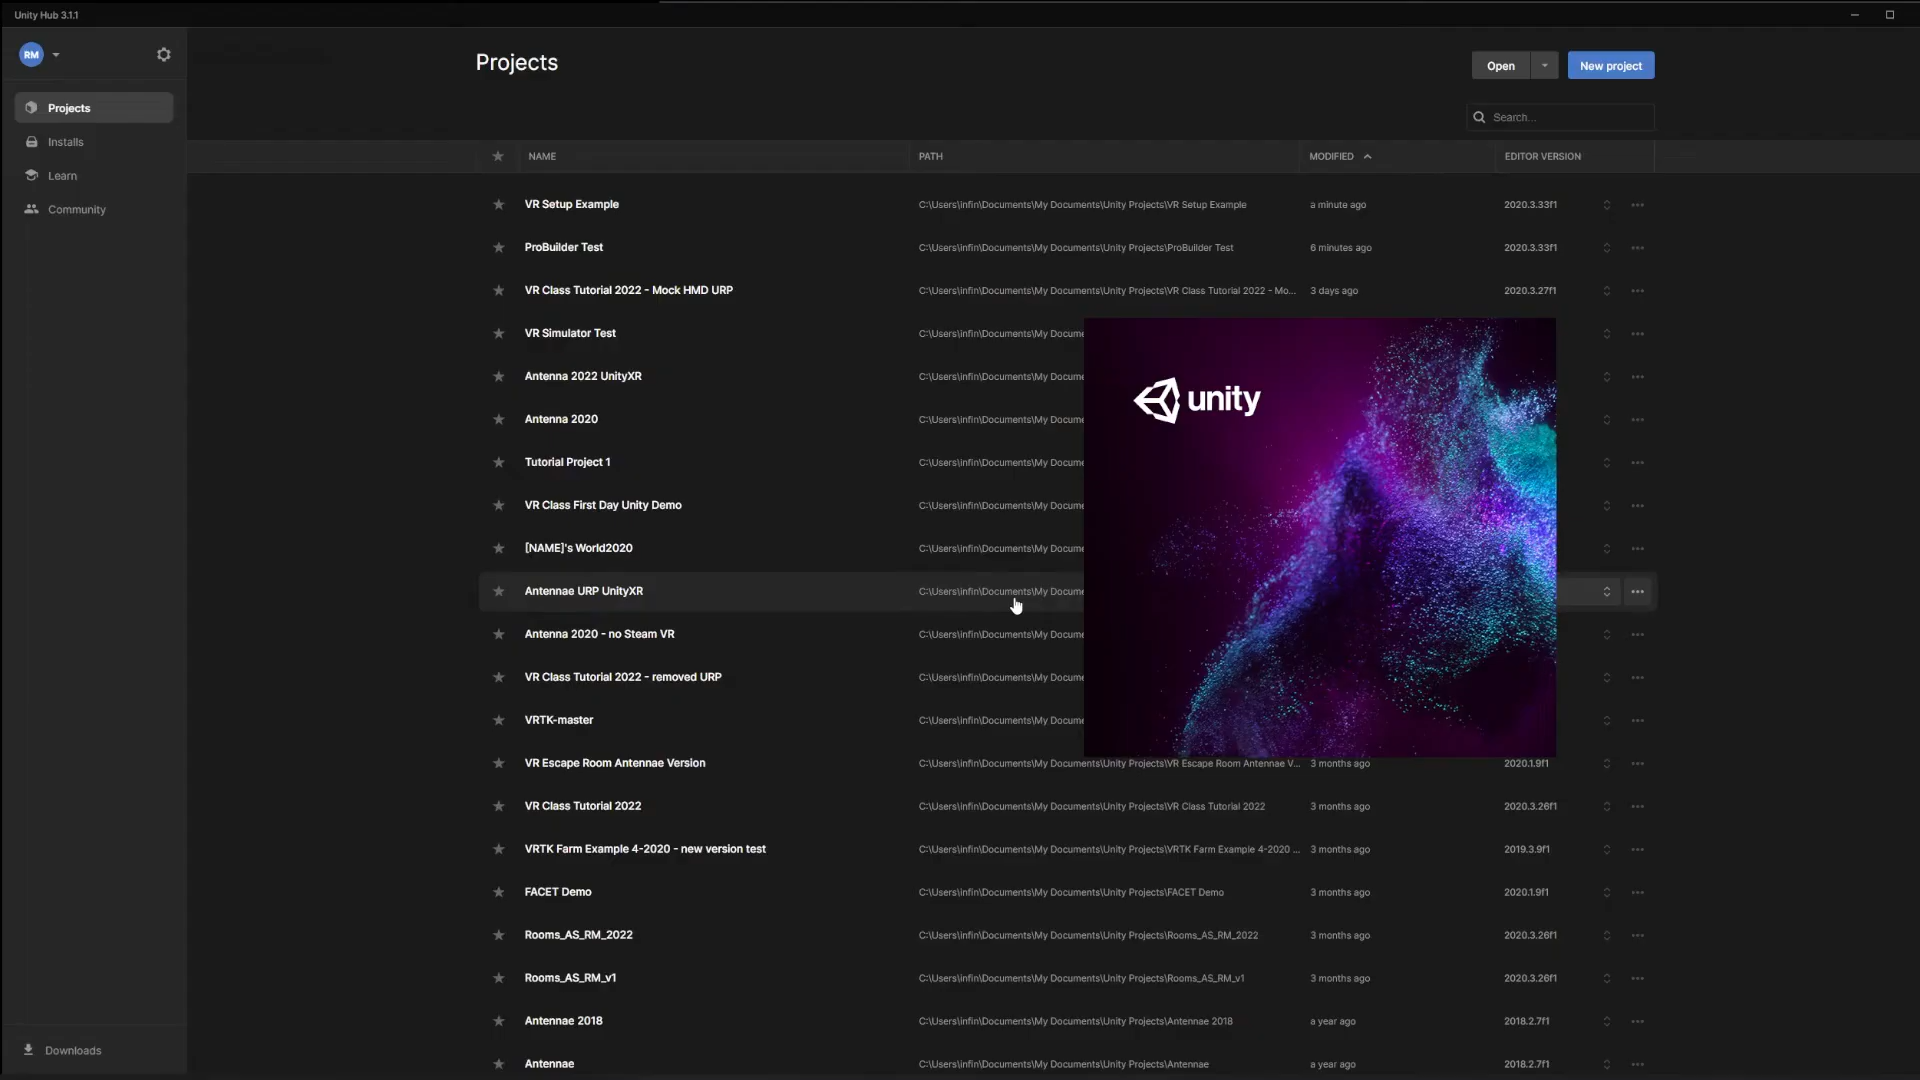 Unity Hub 3.1.1
RM
Projects
Open
New project
Projects
Installs
Learn
Community
Search...
NAME PATH MODIFIED EDITOR VERSION
VR Setup Example C:\Users\infin\Documents\My Documents\Unity Projects\VR Setup Example a minute ago 2020.3.33f1
ProBuilder Test C:\Users\infin\Documents\My Documents\Unity Projects\ProBuilder Test 6 minutes ago 2020.3.33f1
VR Class Tutorial 2022 - Mock HMD URP C:\Users\infin\Documents\My Documents\Unity Projects\VR Class Tutorial 2022 - Mo... 3 days ago 2020.3.27f1
VR Simulator Test C:\Users\infin\Documents\My Docume
Antenna 2022 UnityXR C:\Users\infin\Documents\My Docume
unity
Antenna 2020 C:\Users\infin\Documents\My Docume
Tutorial Project 1 C:\Users\infin\Documents\My Docume
VR Class First Day Unity Demo C:\Users\infin\Documents\My Docume
[NAME]'s World2020 C:\Users\infin\Documents\My Docume
Antennae URP UnityXR C:\Users\infin\Documents\My Docume
Antenna 2020 - no Steam VR C:\Users\infin\Documents\My Docume
VR Class Tutorial 2022 - removed URP C:\Users\infin\Documents\My Docume
VRTK-master C:\Users\infin\Documents\My Docume
VR Escape Room Antennae Version C:\Users\infin\Documents\My Documents\Unity Projects\VR Escape Room Antennae V... 3 months ago 2020.1.9f1
VR Class Tutorial 2022 C:\Users\infin\Documents\My Documents\Unity Projects\VR Class Tutorial 2022 3 months ago 2020.3.26f1
VRTK Farm Example 4-2020 - new version test C:\Users\infin\Documents\My Documents\Unity Projects\VRTK Farm Example 4-2020 ... 3 months ago 2019.3.9f1
FACET Demo C:\Users\infin\Documents\My Documents\Unity Projects\FACET Demo 3 months ago 2020.1.9f1
Rooms_AS_RM_2022 C:\Users\infin\Documents\My Documents\Unity Projects\Rooms_AS_RM_2022 3 months ago 2020.3.26f1
Rooms_AS_RM_v1 C:\Users\infin\Documents\My Documents\Unity Projects\Rooms_AS_RM_v1 3 months ago 2020.3.26f1
Antennae 2018 C:\Users\infin\Documents\My Documents\Unity Projects\Antennae 2018 a year ago 2018.2.7f1
Antennae C:\Users\infin\Documents\My Documents\Unity Projects\Antennae a year ago 2018.2.7f1
Downloads